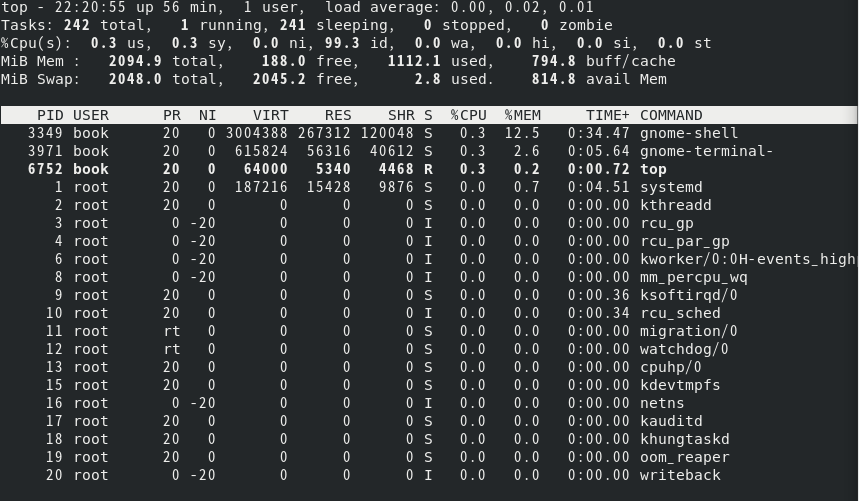 top - 22:20:55 up 56 min,  1 user,  load average: 0.00, 0.02, 0.01
Tasks: 242 total,   1 running, 241 sleeping,   0 stopped,   0 zombie
%Cpu(s):  0.3 us,  0.3 sy,  0.0 ni, 99.3 id,  0.0 wa,  0.0 hi,  0.0 si,  0.0 st
MiB Mem :   2094.9 total,    188.0 free,   1112.1 used,    794.8 buff/cache
MiB Swap:   2048.0 total,   2045.2 free,      2.8 used.    814.8 avail Mem
PID USER      PR  NI    VIRT    RES    SHR S  %CPU  %MEM     TIME+ COMMAND
3349 book      20   0 3004388 267312 120048 S   0.3  12.5   0:34.47 gnome-shell
3971 book      20   0  615824  56316  40612 S   0.3   2.6   0:05.64 gnome-terminal-
6752 book      20   0   64000   5340   4468 R   0.3   0.2   0:00.72 top
1 root      20   0  187216  15428   9876 S   0.0   0.7   0:04.51 systemd
2 root      20   0       0      0      0 S   0.0   0.0   0:00.00 kthreadd
3 root       0 -20       0      0      0 I   0.0   0.0   0:00.00 rcu_gp
4 root       0 -20       0      0      0 I   0.0   0.0   0:00.00 rcu_par_gp
6 root       0 -20       0      0      0 I   0.0   0.0   0:00.00 kworker/0:0H-events_highp
8 root       0 -20       0      0      0 I   0.0   0.0   0:00.00 mm_percpu_wq
9 root      20   0       0      0      0 S   0.0   0.0   0:00.36 ksoftirqd/0
10 root      20   0       0      0      0 I   0.0   0.0   0:00.34 rcu_sched
11 root      rt   0       0      0      0 S   0.0   0.0   0:00.00 migration/0
12 root      rt   0       0      0      0 S   0.0   0.0   0:00.00 watchdog/0
13 root      20   0       0      0      0 S   0.0   0.0   0:00.00 cpuhp/0
15 root      20   0       0      0      0 S   0.0   0.0   0:00.00 kdevtmpfs
16 root       0 -20       0      0      0 I   0.0   0.0   0:00.00 netns
17 root      20   0       0      0      0 S   0.0   0.0   0:00.00 kauditd
18 root      20   0       0      0      0 S   0.0   0.0   0:00.00 khungtaskd
19 root      20   0       0      0      0 S   0.0   0.0   0:00.00 oom_reaper
20 root       0 -20       0      0      0 I   0.0   0.0   0:00.00 writeback